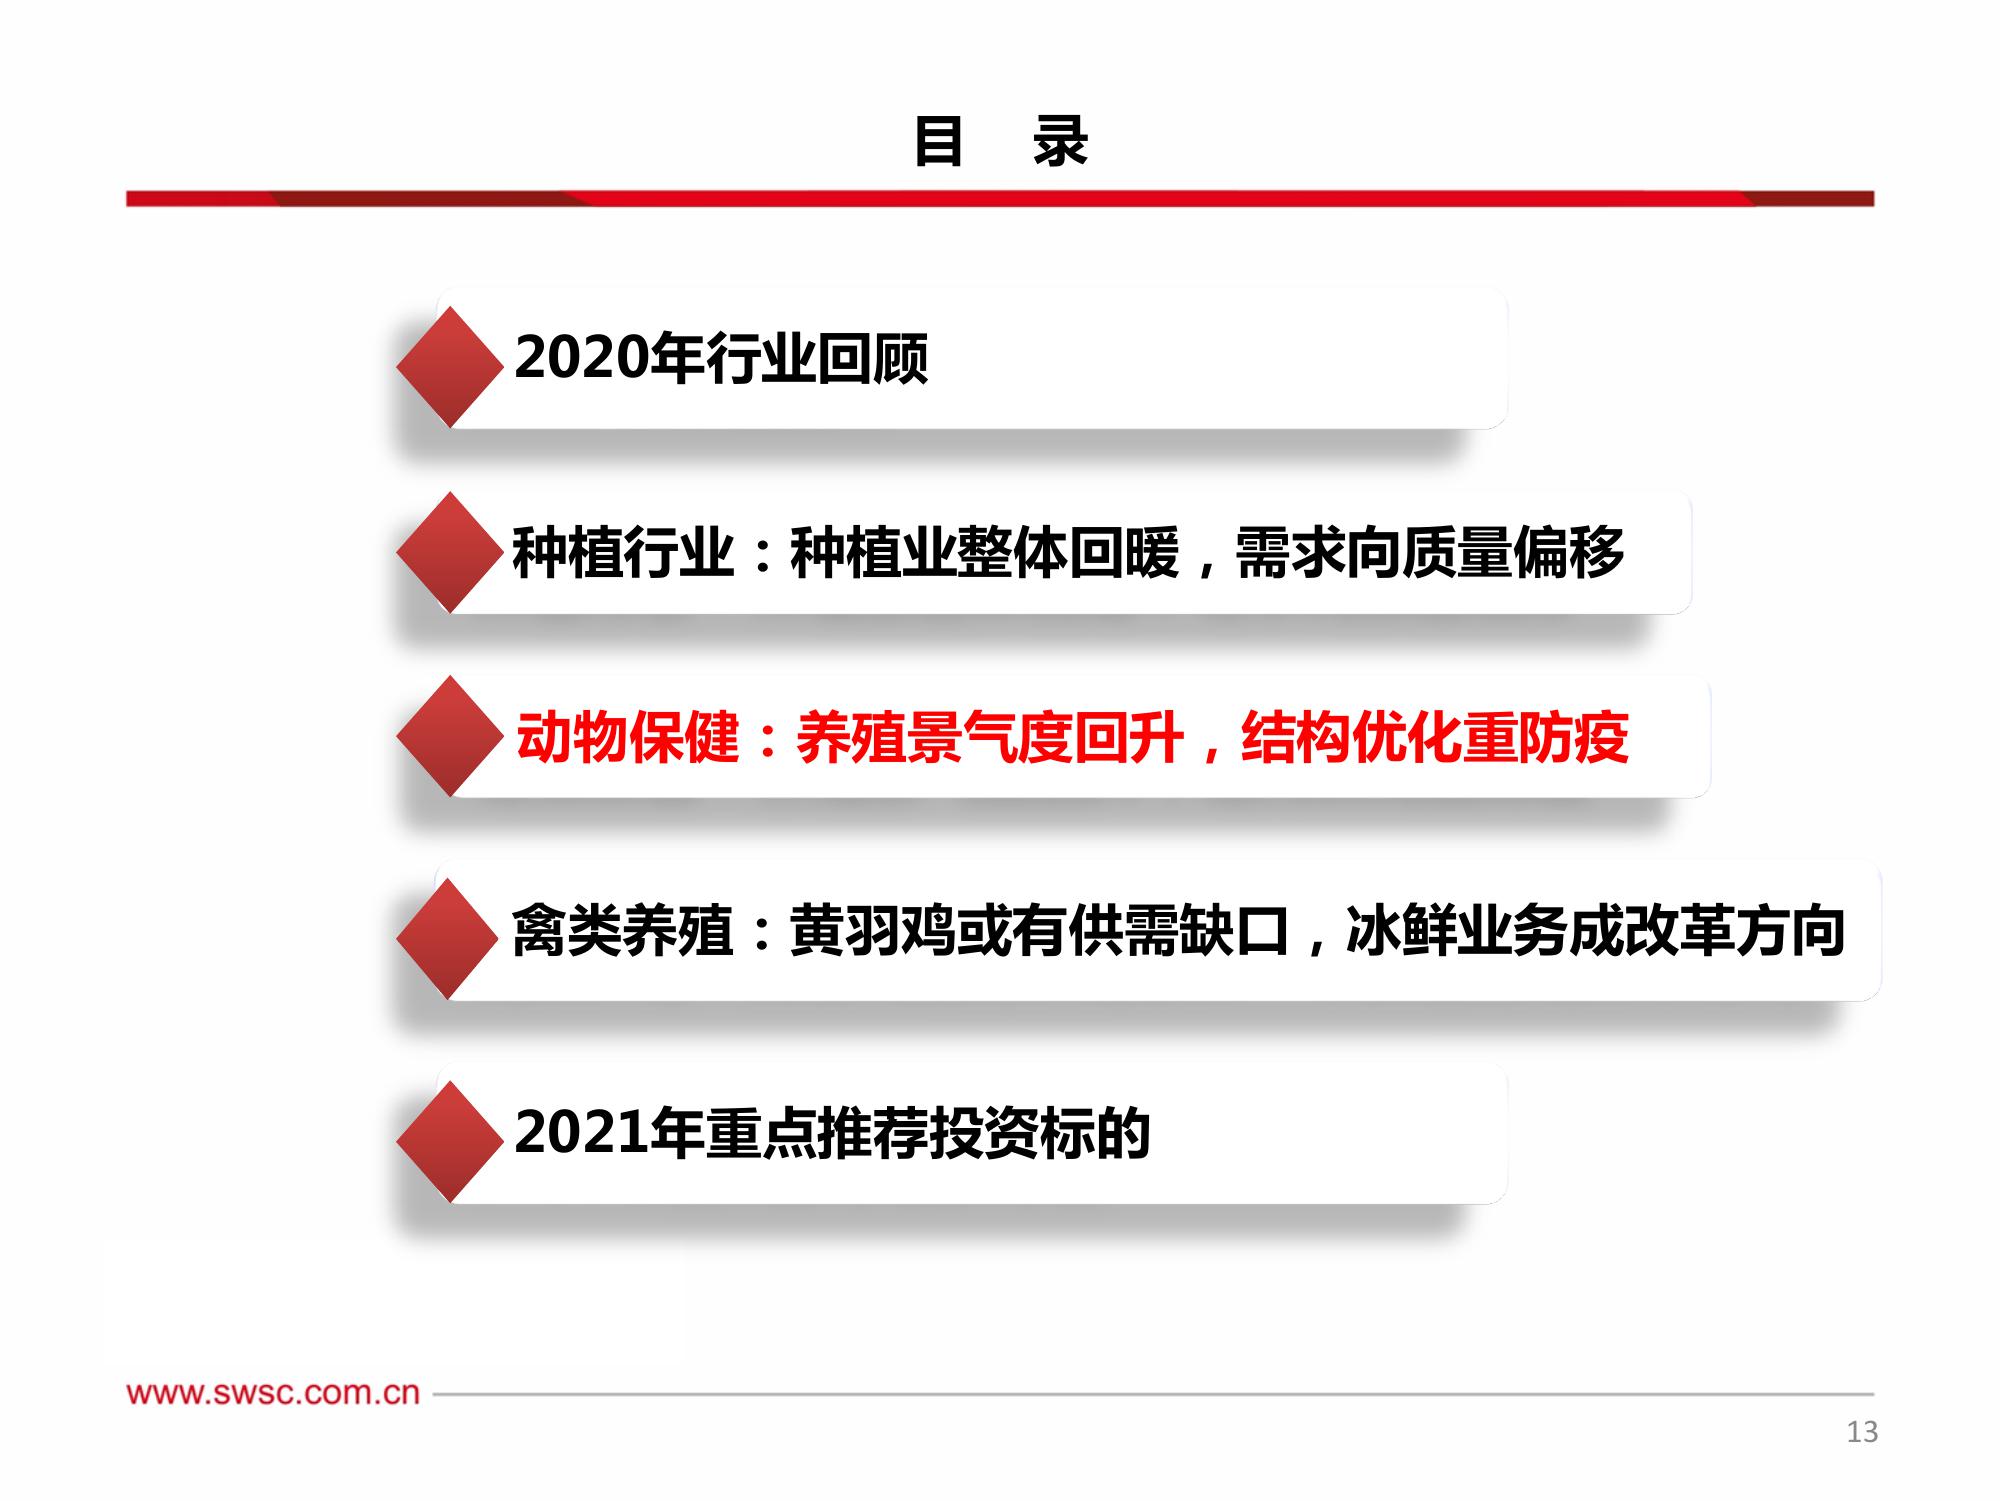 目 录
2020年行业回顾
种植行业：种植业整体回暖，需求向质量偏移
动物保健：养殖景气度回升，结构优化重防疫
禽类养殖：黄羽鸡或有供需缺口，冰鲜业务成改革方向
2021年重点推荐投资标的
www.swsc.com.cn
13